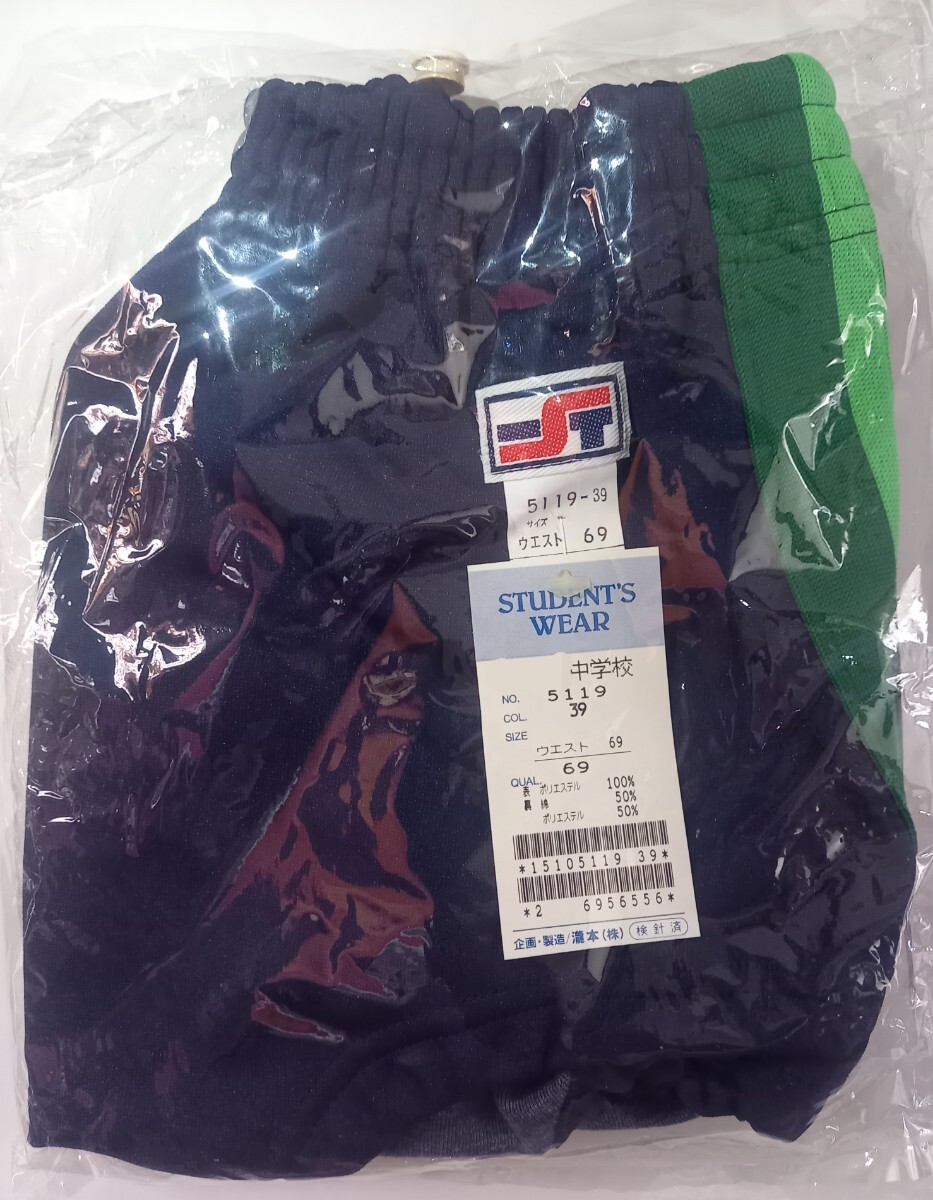 ST
5119-39
サイズ
ウエスト 69
STUDENT'S
WEAR
中学校
NO. 5119
COL. 39
SIZE
ウエスト 69
69
QUAL.
表 ポリエステル 100%
裏 綿 50%
ポリエステル 50%
*15105119 39*
*2 6956556*
企画・製造/瀧本(株) 検針済